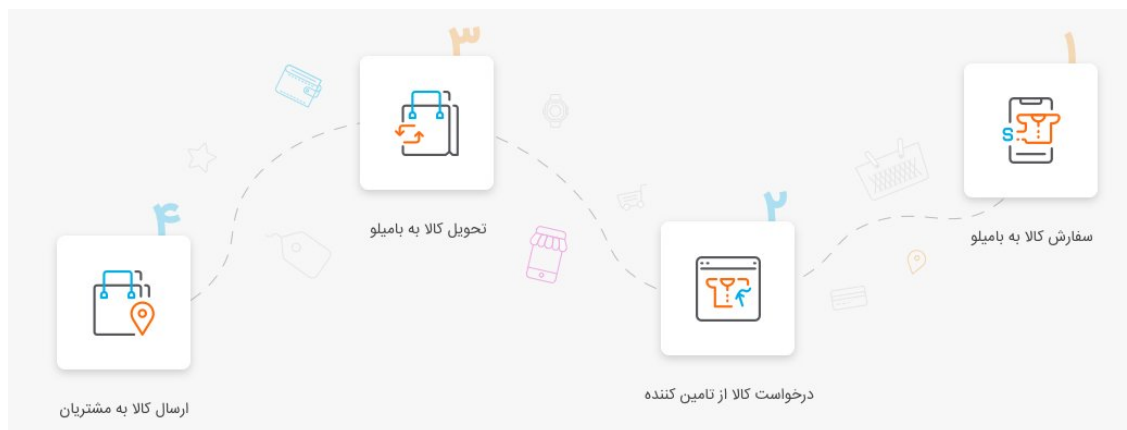 ۱
سفارش کالا به بامیلو
۲
درخواست کالا از تامین کننده
۳
تحویل کالا به بامیلو
۴
ارسال کالا به مشتریان